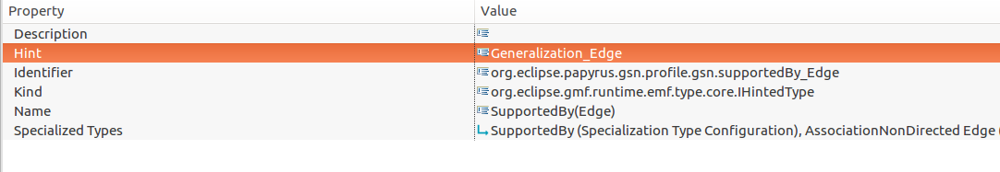 Property Value
Description
Hint Generalization_Edge
Identifier org.eclipse.papyrus.gsn.profile.gsn.supportedBy_Edge
Kind org.eclipse.gmf.runtime.emf.type.core.IHintedType
Name SupportedBy(Edge)
Specialized Types SupportedBy (Specialization Type Configuration), AssociationNonDirected Edge (